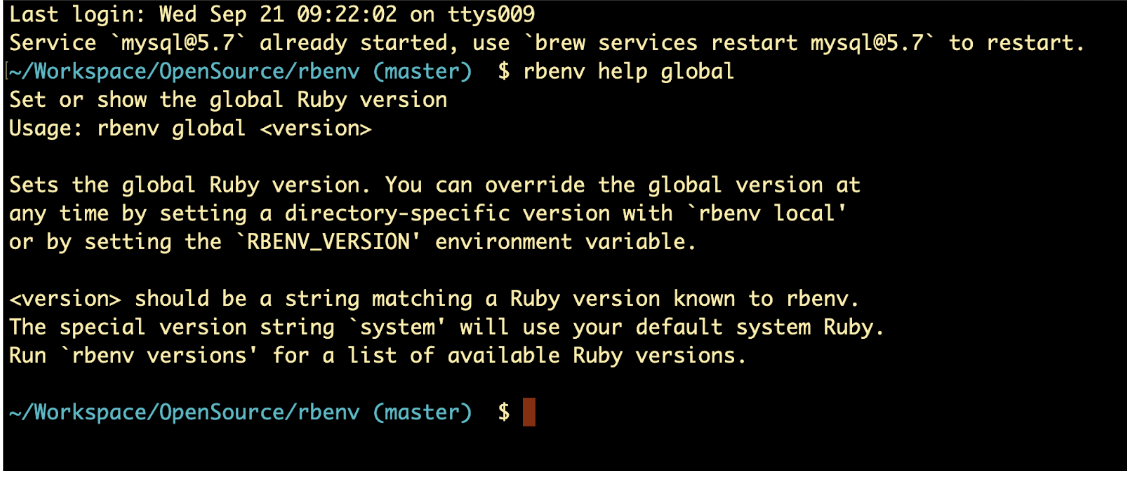 Last login: Wed Sep 21 09:22:02 on ttys009
Service `mysql@5.7` already started, use `brew services restart mysql@5.7` to restart.
[~/Workspace/OpenSource/rbenv (master)  $ rbenv help global
Set or show the global Ruby version
Usage: rbenv global <version>

Sets the global Ruby version. You can override the global version at
any time by setting a directory-specific version with `rbenv local'
or by setting the `RBENV_VERSION' environment variable.

<version> should be a string matching a Ruby version known to rbenv.
The special version string `system' will use your default system Ruby.
Run `rbenv versions' for a list of available Ruby versions.

~/Workspace/OpenSource/rbenv (master)  $